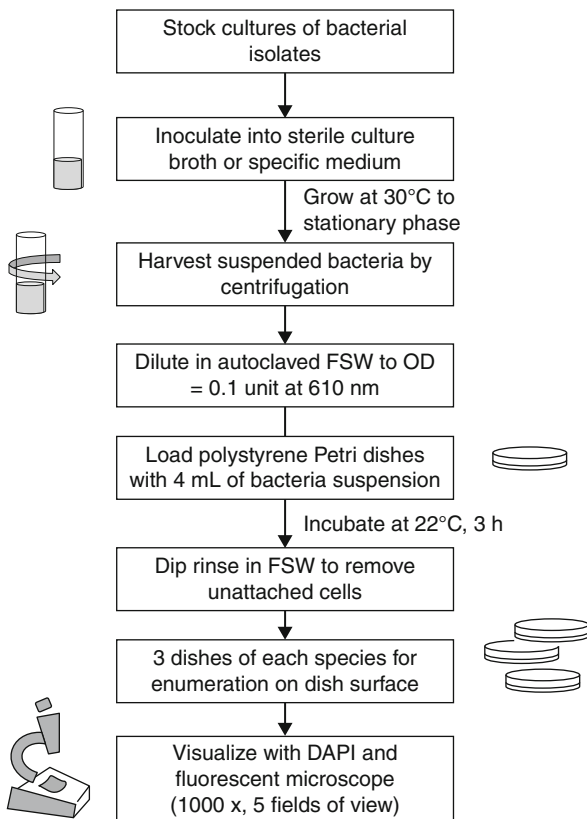 Stock cultures of bacterial
isolates
Inoculate into sterile culture
broth or specific medium
Grow at 30°C to
stationary phase
Harvest suspended bacteria by
centrifugation
Dilute in autoclaved FSW to OD
= 0.1 unit at 610 nm
Load polystyrene Petri dishes
with 4 mL of bacteria suspension
Incubate at 22°C, 3 h
Dip rinse in FSW to remove
unattached cells
3 dishes of each species for
enumeration on dish surface
Visualize with DAPI and
fluorescent microscope
(1000 x, 5 fields of view)